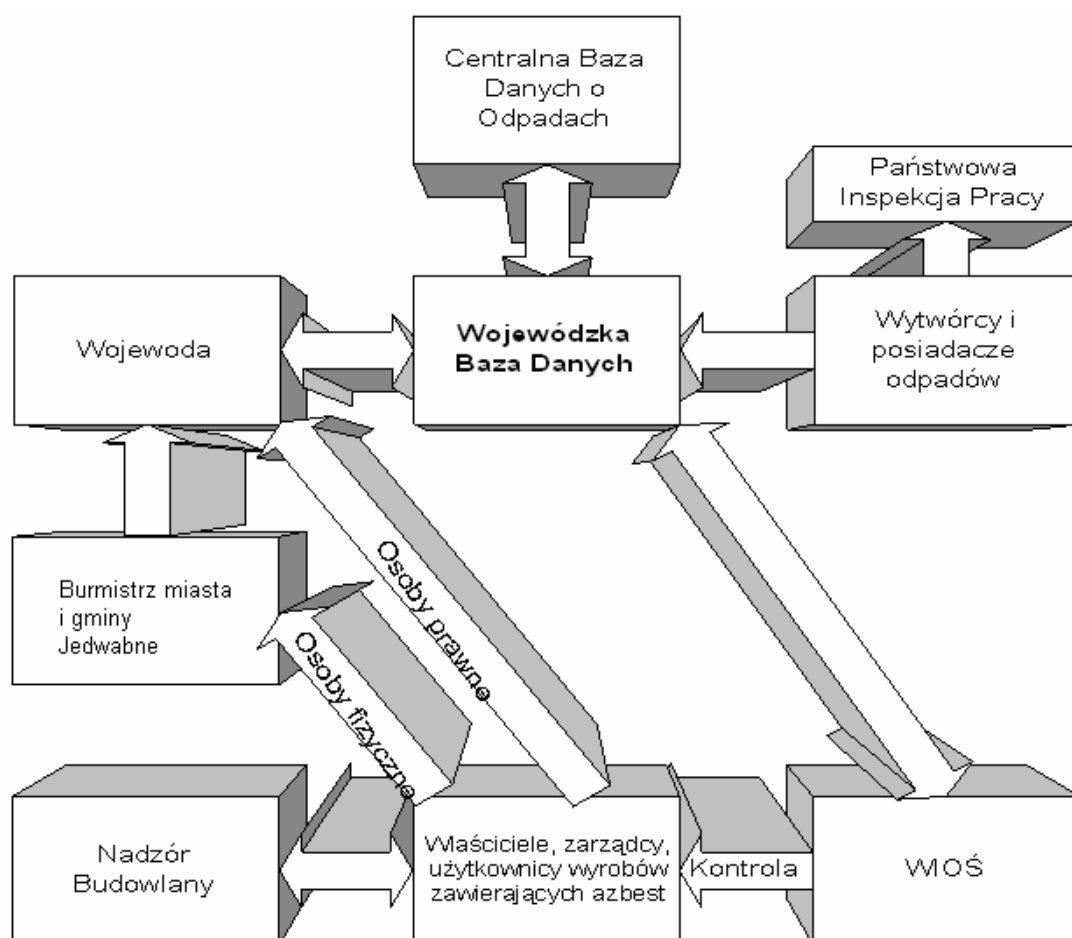 Centralna Baza
Danych o
Odpadach
Państwowa
Inspekcja Pracy
Wojewoda
Wojewódzka
Baza Danych
Wytwórcy i
posiadacze
odpadów
Burmistrz miasta
i gminy
Jedwabne
Osoby prawne
Osoby fizyczne
Nadzór
Budowlany
Właściciele, zarządcy,
użytkownicy wyrobów
zawierających azbest
Kontrola
WIOŚ